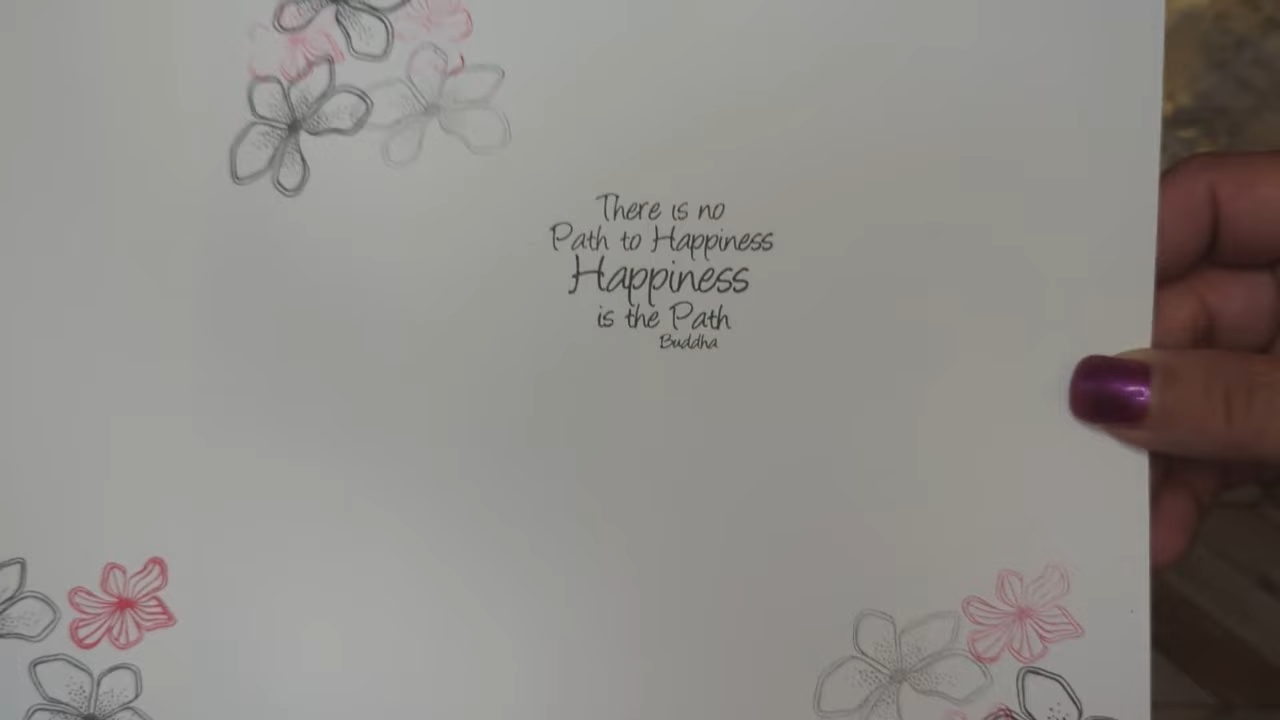 There is no
Path to Happiness
Happiness
is the Path
Buddha